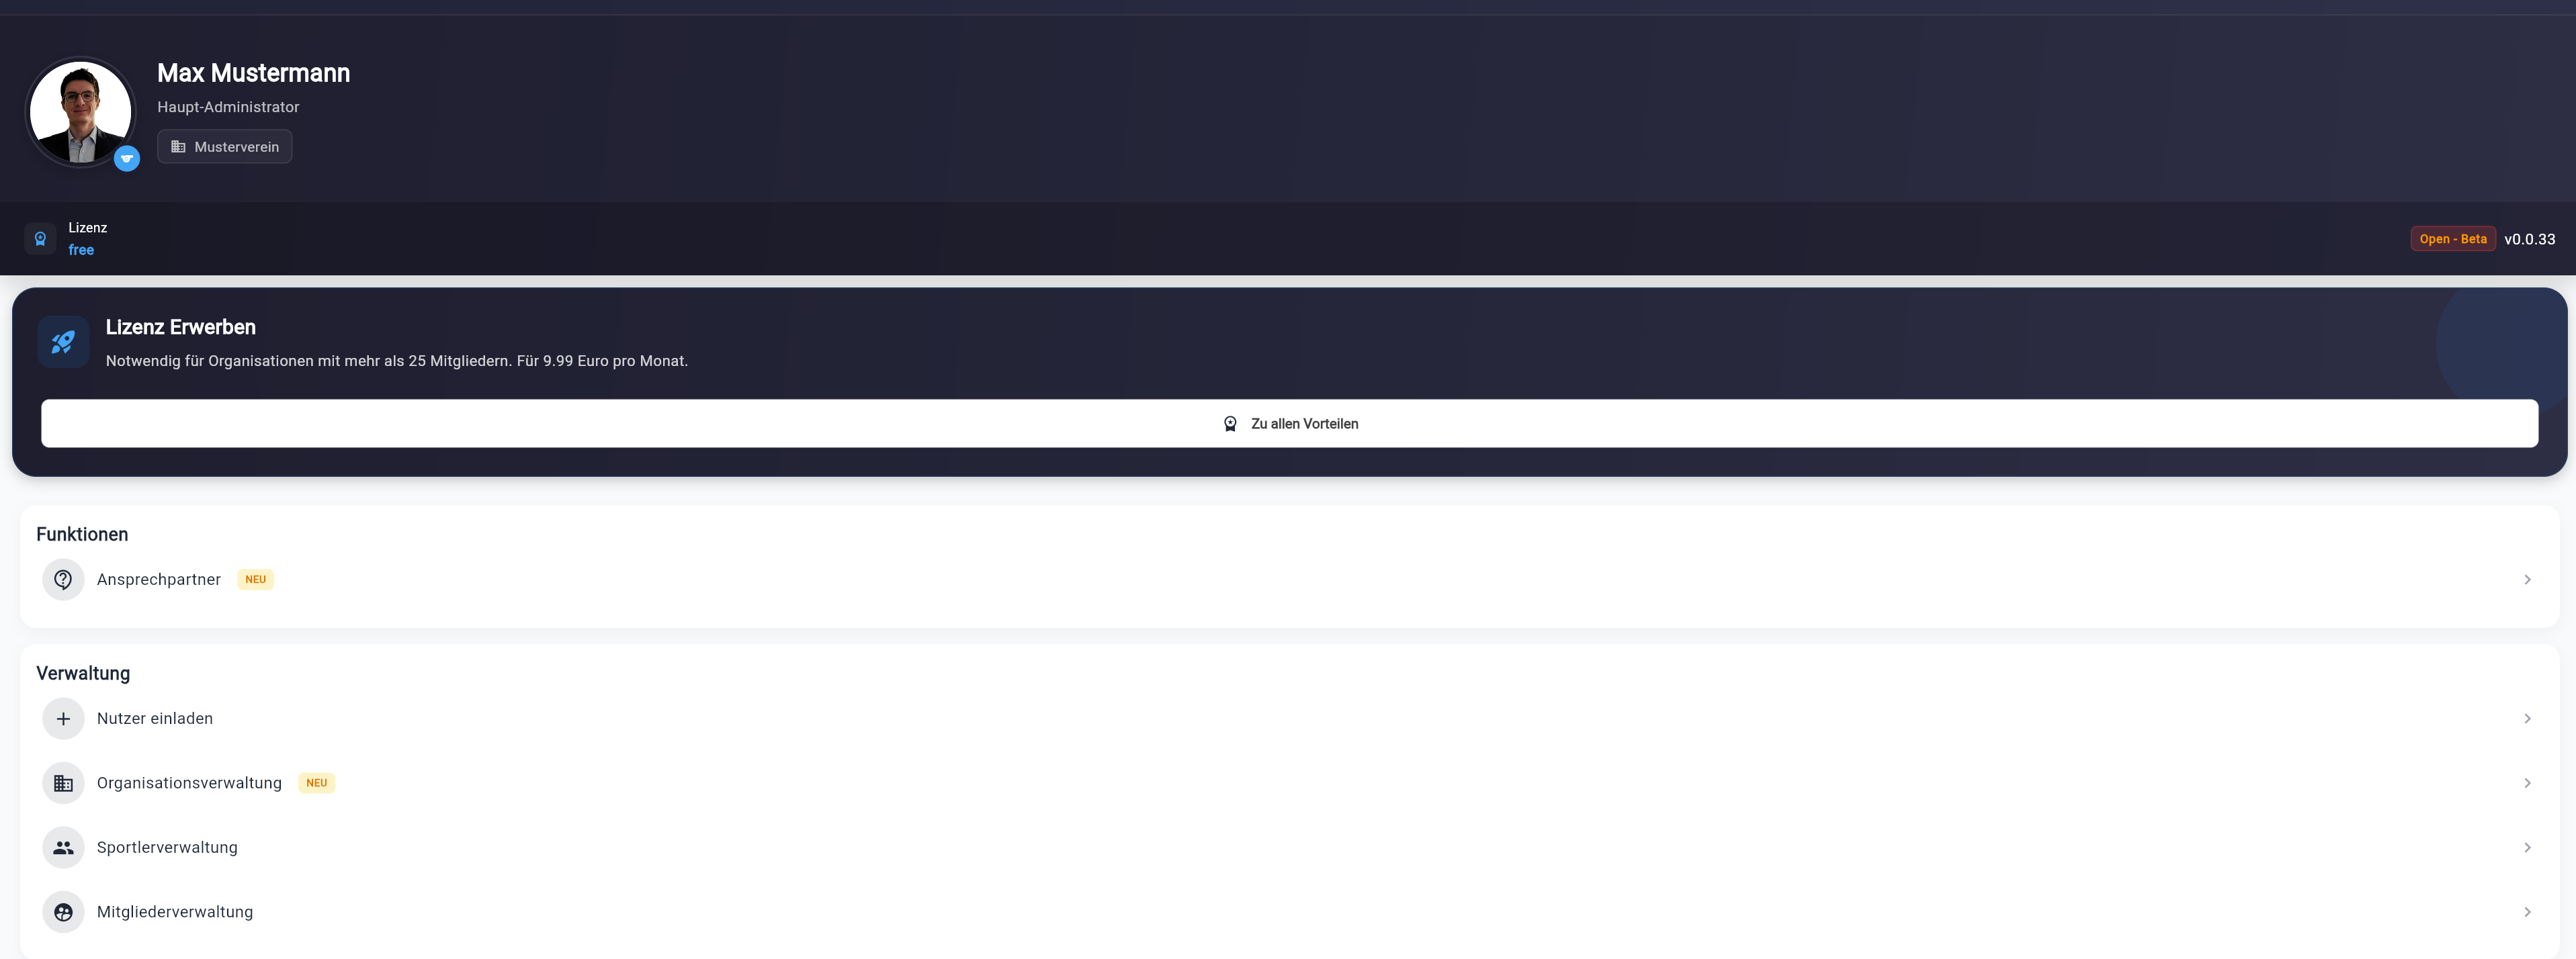 Max Mustermann
Haupt-Administrator
Musterverein
Lizenz
free
Open - Beta v0.0.33
Lizenz Erwerben
Notwendig für Organisationen mit mehr als 25 Mitgliedern. Für 9.99 Euro pro Monat.
Zu allen Vorteilen
Funktionen
Ansprechpartner NEU
Verwaltung
Nutzer einladen
Organisationsverwaltung NEU
Sportlerverwaltung
Mitgliederverwaltung